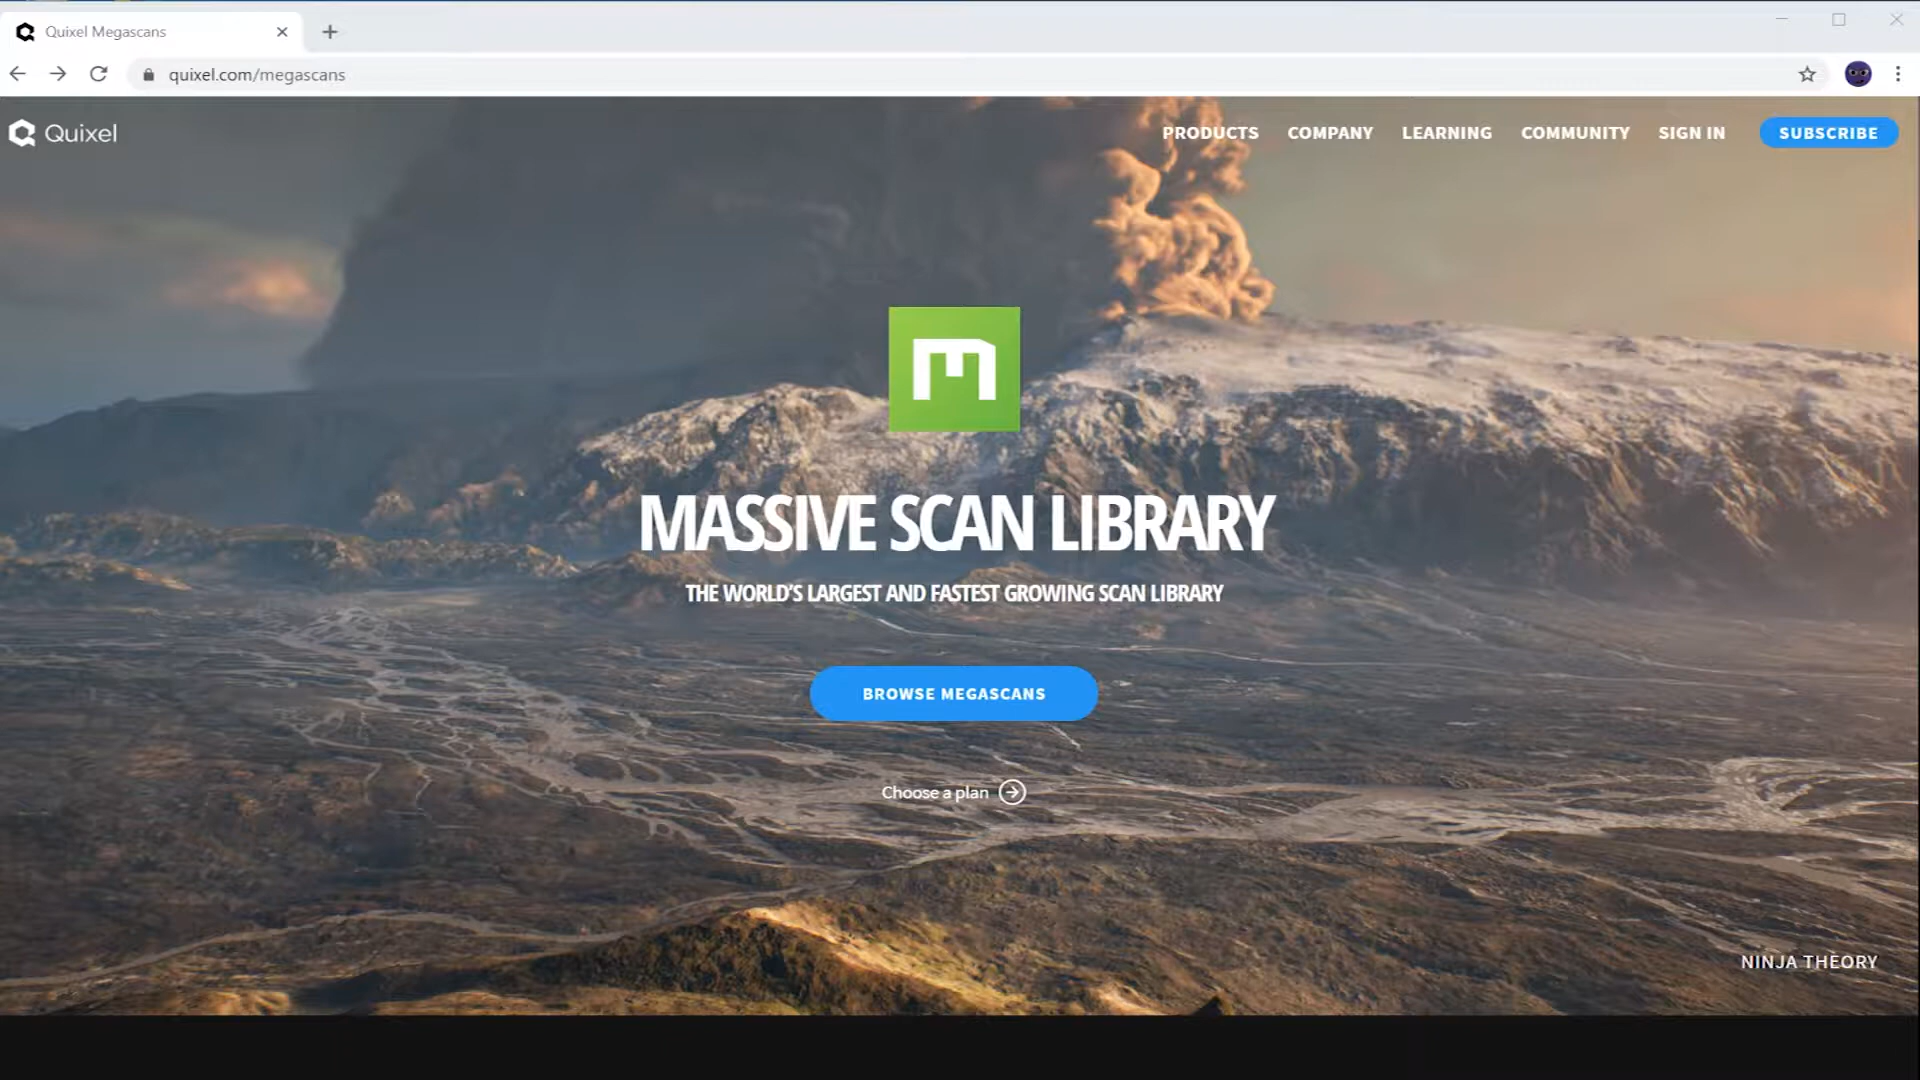 Quixel Megascans
quixel.com/megascans
Quixel
PRODUCTS COMPANY LEARNING COMMUNITY SIGN IN SUBSCRIBE
MASSIVE SCAN LIBRARY
THE WORLD'S LARGEST AND FASTEST GROWING SCAN LIBRARY
BROWSE MEGASCANS
Choose a plan
NINJA THEORY